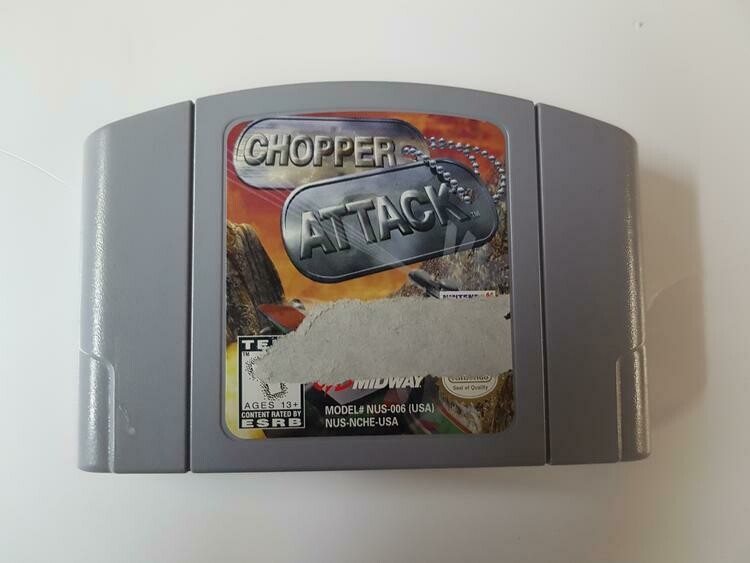 CHOPPER
ATTACK™
TM
AGES 13+
CONTENT RATED BY
ESRB
MIDWAY
Seal of Quality
MODEL# NUS-006 (USA)
NUS-NCHE-USA